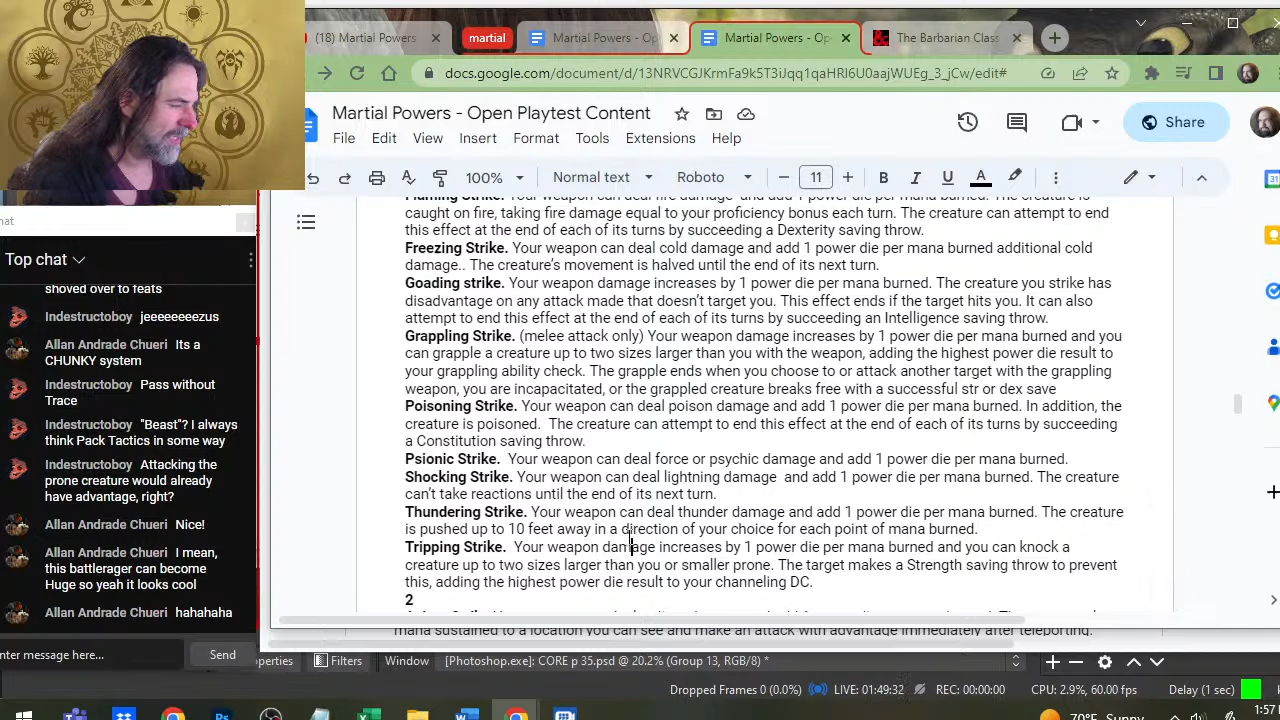 (18) Martial Powers
martial
Martial Powers - Op
Martial Powers - Op
The Barbarian Class
docs.google.com/document/d/13NRVCGJKrmFa9k5T3iJqq1qaHRI6U0aajWUEg_3_jCw/edit#
Martial Powers - Open Playtest Content
File Edit View Insert Format Tools Extensions Help
Share
100% Normal text Roboto 11 B I U A
caught on fire, taking fire damage equal to your proficiency bonus each turn. The creature can attempt to end
this effect at the end of each of its turns by succeeding a Dexterity saving throw.
Freezing Strike. Your weapon can deal cold damage and add 1 power die per mana burned additional cold
damage.. The creature's movement is halved until the end of its next turn.
Goading strike. Your weapon damage increases by 1 power die per mana burned. The creature you strike has
disadvantage on any attack made that doesn't target you. This effect ends if the target hits you. It can also
attempt to end this effect at the end of each of its turns by succeeding an Intelligence saving throw.
Grappling Strike. (melee attack only) Your weapon damage increases by 1 power die per mana burned and you
can grapple a creature up to two sizes larger than you with the weapon, adding the highest power die result to
your grappling ability check. The grapple ends when you choose to or attack another target with the grappling
weapon, you are incapacitated, or the grappled creature breaks free with a successful str or dex save
Poisoning Strike. Your weapon can deal poison damage and add 1 power die per mana burned. In addition, the
creature is poisoned. The creature can attempt to end this effect at the end of each of its turns by succeeding
a Constitution saving throw.
Psionic Strike. Your weapon can deal force or psychic damage and add 1 power die per mana burned.
Shocking Strike. Your weapon can deal lightning damage and add 1 power die per mana burned. The creature
can't take reactions until the end of its next turn.
Thundering Strike. Your weapon can deal thunder damage and add 1 power die per mana burned. The creature
is pushed up to 10 feet away in a direction of your choice for each point of mana burned.
Tripping Strike. Your weapon damage increases by 1 power die per mana burned and you can knock a
creature up to two sizes larger than you or smaller prone. The target makes a Strength saving throw to prevent
this, adding the highest power die result to your channeling DC.
2
mana sustained to a location you can see and make an attack with advantage immediately after teleporting.
hat
Top chat
shoved over to feats
Indestructoboy jeeeeeeeezus
Allan Andrade Chueri Its a
CHUNKY system
Indestructoboy Pass without
Trace
Indestructoboy "Beast"? I always
think Pack Tactics in some way
Indestructoboy Attacking the
prone creature would already
have advantage, right?
Allan Andrade Chueri Nice!
Allan Andrade Chueri I mean,
this battlerager can become
Huge so yeah it looks cool
Allan Andrade Chueri hahahaha
nter message here...
Send
operties Filters Window [Photoshop.exe]: CORE p 35.psd @ 20.2% (Group 13, RGB/8) *
Dropped Frames 0 (0.0%) LIVE: 01:49:32 REC: 00:00:00 CPU: 2.9%, 60.00 fps Delay (1 sec)
70°F Sunny
1:57